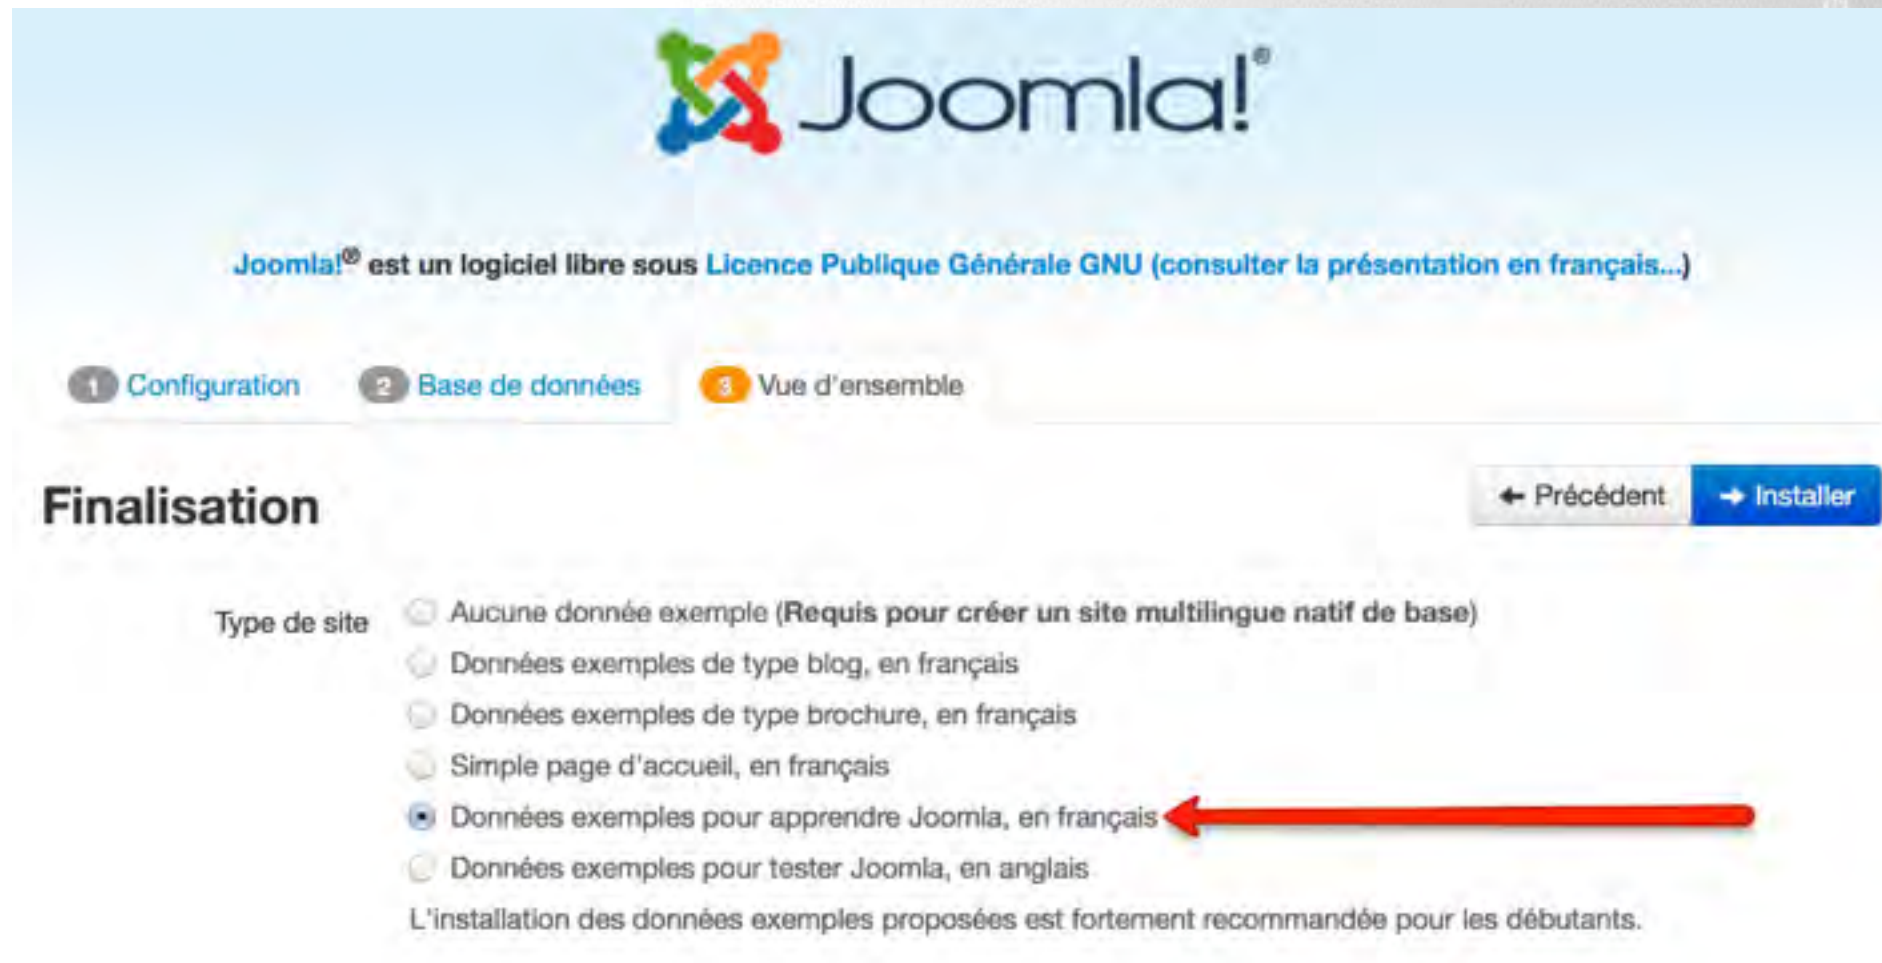 Joomla!®
Joomla!® est un logiciel libre sous Licence Publique Générale GNU (consulter la présentation en français...)
1 Configuration 2 Base de données 3 Vue d'ensemble
Finalisation
← Précédent → Installer
Type de site
Aucune donnée exemple (Requis pour créer un site multilingue natif de base)
Données exemples de type blog, en français
Données exemples de type brochure, en français
Simple page d'accueil, en français
Données exemples pour apprendre Joomla, en français
Données exemples pour tester Joomla, en anglais
L'installation des données exemples proposées est fortement recommandée pour les débutants.